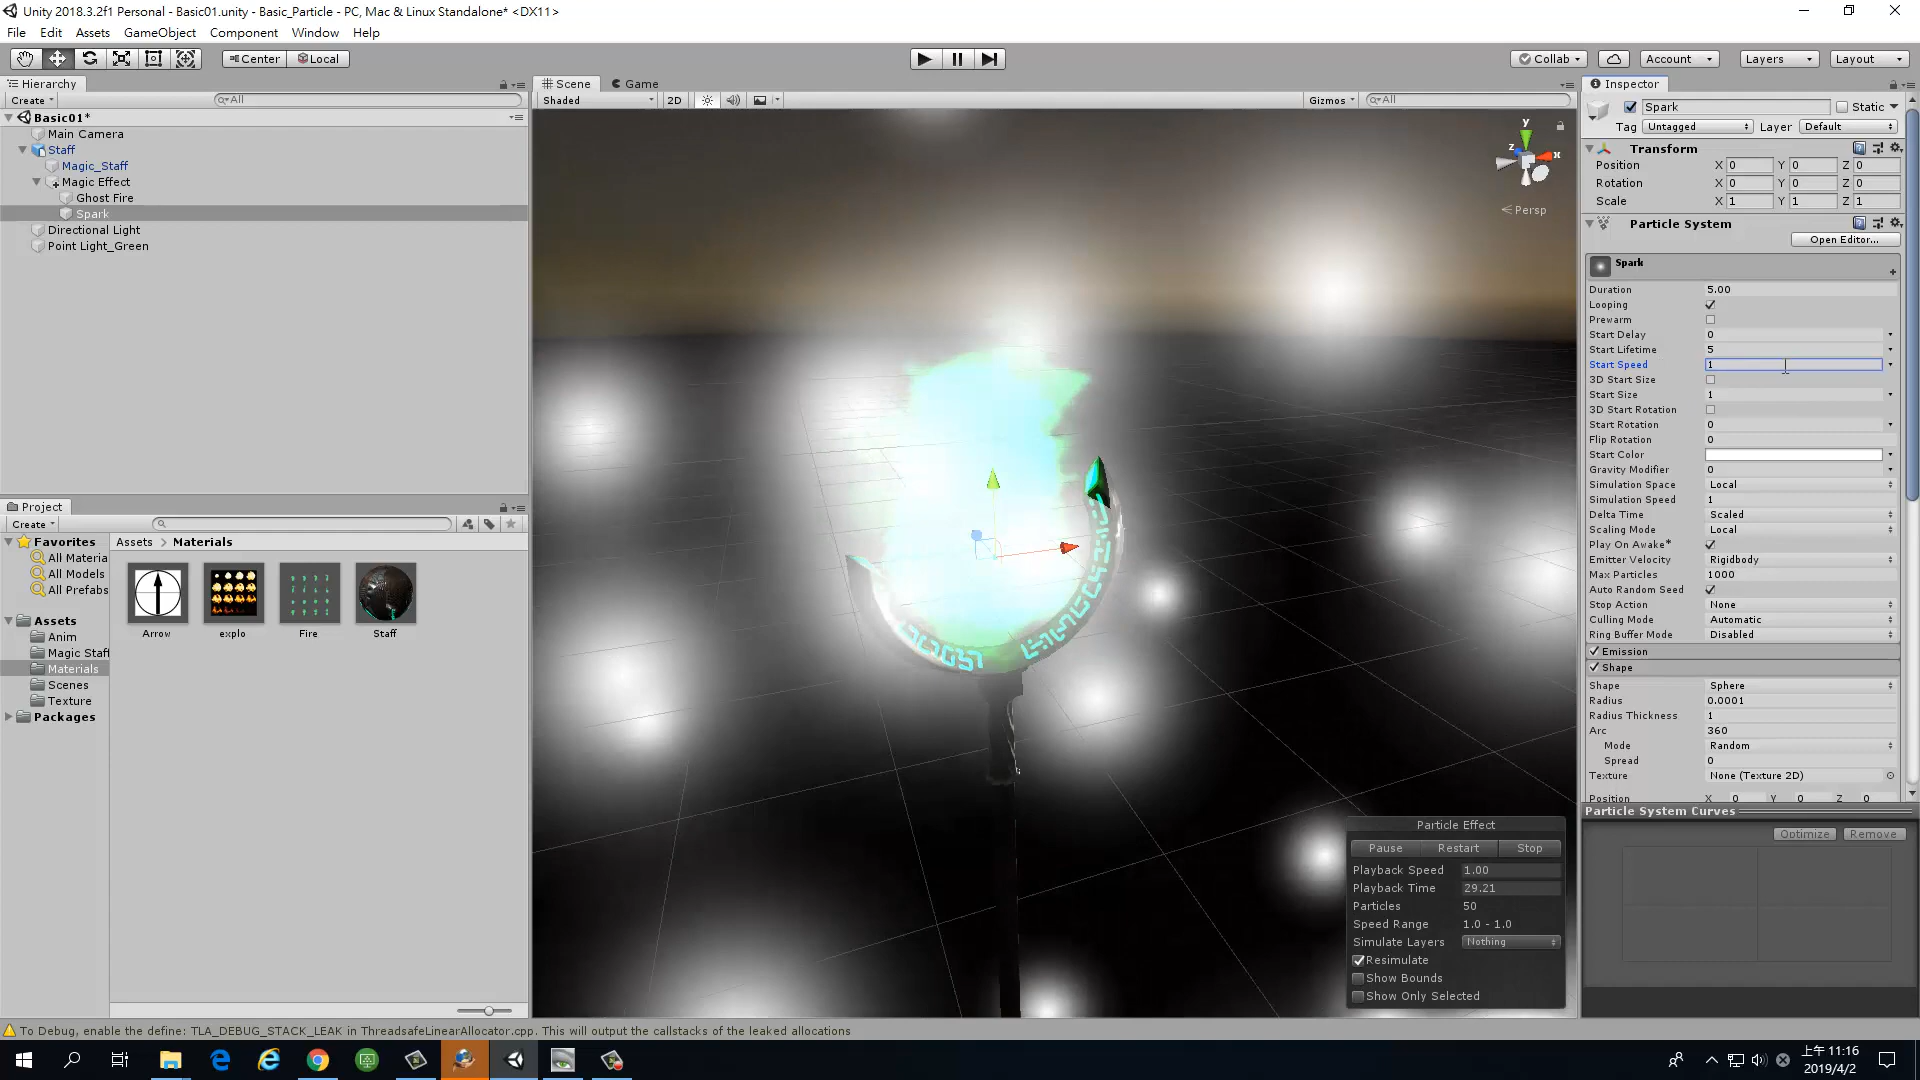 Unity 2018.3.2f1 Personal - Basic01.unity - Basic_Particle - PC, Mac & Linux Standalone* <DX11>
File Edit Assets GameObject Component Window Help
Center Local Collab Account Layers Layout
Hierarchy
Create All
Basic01*
Main Camera
Staff
Magic_Staff
Magic Effect
Ghost Fire
Spark
Directional Light
Point Light_Green
Project
Create
Favorites
All Materia
All Models
All Prefabs
Assets
Anim
Magic Staff
Materials
Scenes
Texture
Packages
Assets Materials
Arrow explo Fire Staff
Scene Game
Shaded 2D Gizmos All
y
z x
Persp
Particle Effect
Pause Restart Stop
Playback Speed 1.00
Playback Time 29.21
Particles 50
Speed Range 1.0 - 1.0
Simulate Layers Nothing
Resimulate
Show Bounds
Show Only Selected
Inspector
Spark Static
Tag Untagged Layer Default
Transform
Position X 0 Y 0 Z 0
Rotation X 0 Y 0 Z 0
Scale X 1 Y 1 Z 1
Particle System
Open Editor...
Spark
Duration 5.00
Looping
Prewarm
Start Delay 0
Start Lifetime 5
Start Speed 1
3D Start Size
Start Size 1
3D Start Rotation
Start Rotation 0
Flip Rotation 0
Start Color
Gravity Modifier 0
Simulation Space Local
Simulation Speed 1
Delta Time Scaled
Scaling Mode Local
Play On Awake*
Emitter Velocity Rigidbody
Max Particles 1000
Auto Random Seed
Stop Action None
Culling Mode Automatic
Ring Buffer Mode Disabled
Emission
Shape
Shape Sphere
Radius 0.0001
Radius Thickness 1
Arc 360
Mode Random
Spread 0
Texture None (Texture 2D)
Position X 0 Y 0 Z 0
Particle System Curves
Optimize Remove
To Debug, enable the define: TLA_DEBUG_STACK_LEAK in ThreadsafeLinearAllocator.cpp. This will output the callstacks of the leaked allocations
上午 11:16
2019/4/2